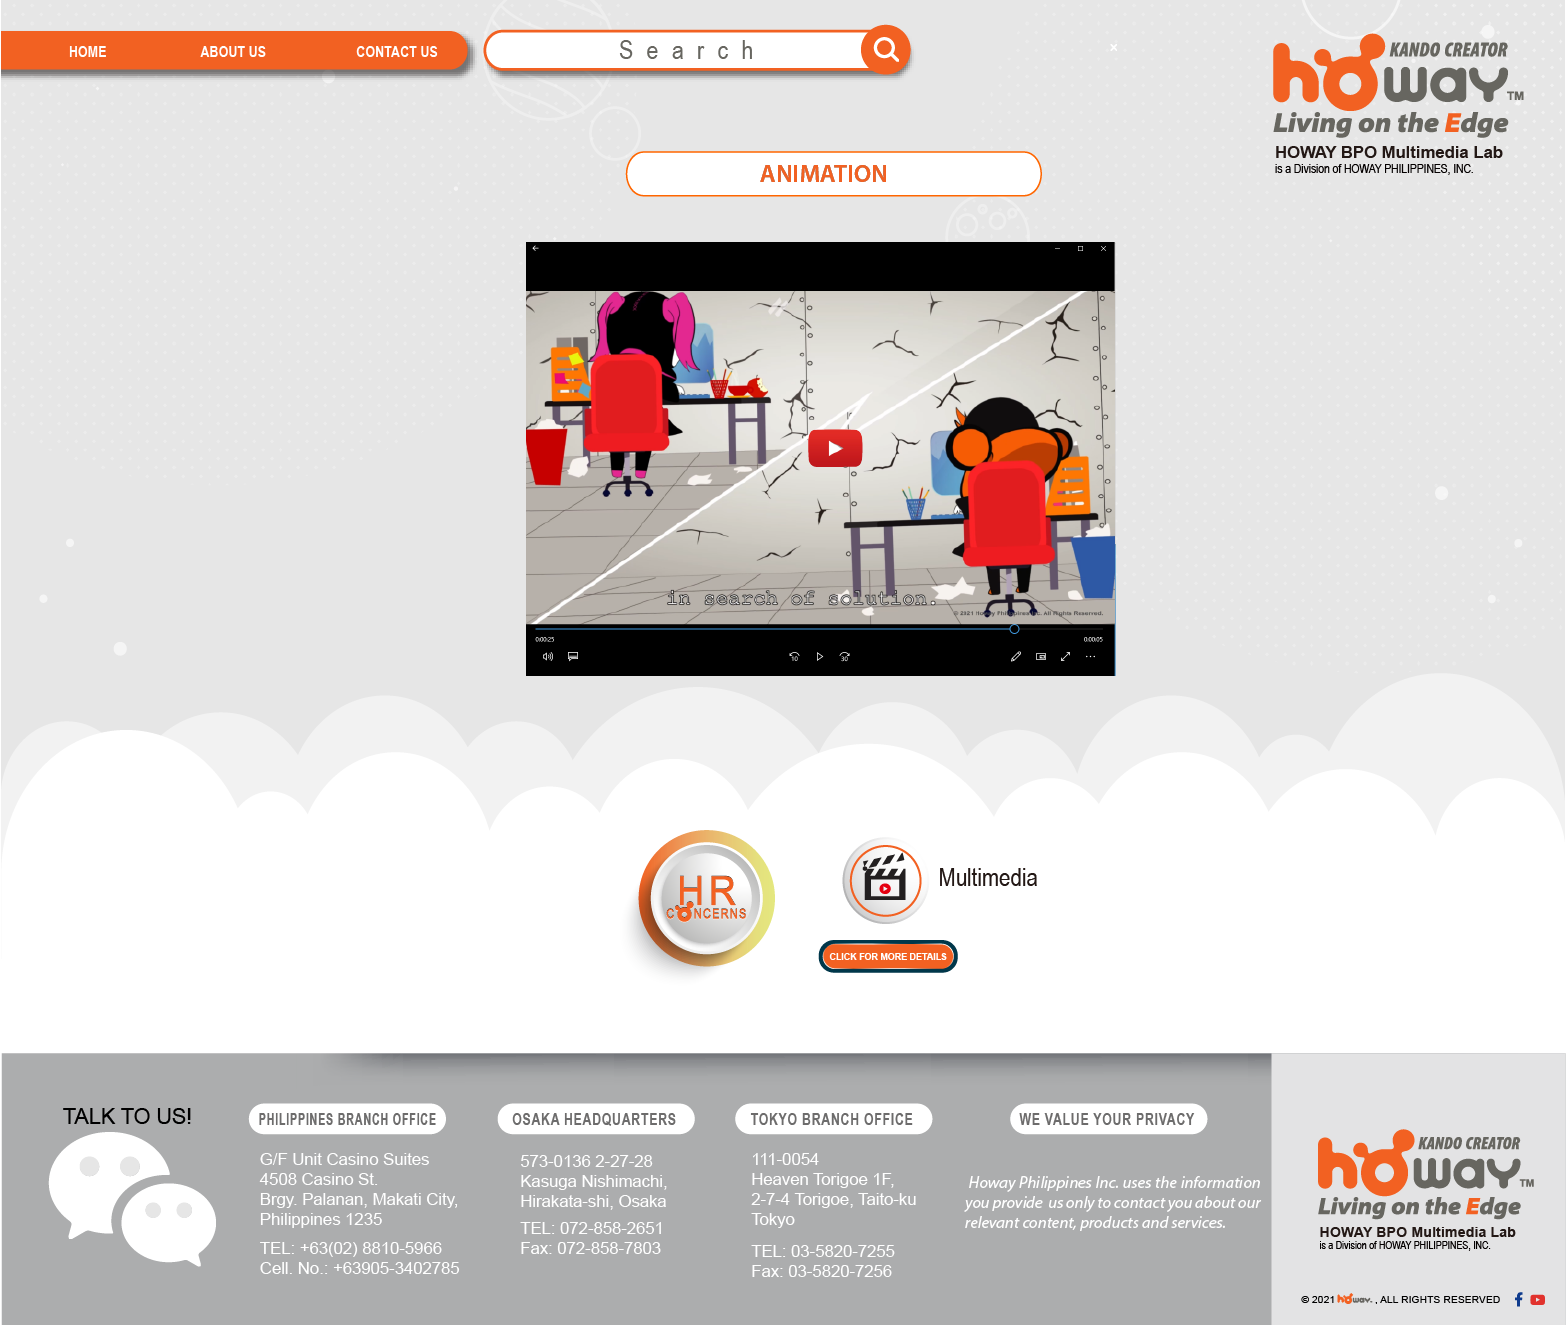 HOME
ABOUT US
CONTACT US
Search
KANDO CREATOR
howay™
Living on the Edge
HOWAY BPO Multimedia Lab
is a Division of HOWAY PHILIPPINES, INC.
ANIMATION
in search of solution.
© 2021 Howay Philippines Inc. All Rights Reserved.
0:00:25
0:00:05
10
30
HR
CONCERNS
Multimedia
CLICK FOR MORE DETAILS
TALK TO US!
PHILIPPINES BRANCH OFFICE
G/F Unit Casino Suites
4508 Casino St.
Brgy. Palanan, Makati City,
Philippines 1235
TEL: +63(02) 8810-5966
Cell. No.: +63905-3402785
OSAKA HEADQUARTERS
573-0136 2-27-28
Kasuga Nishimachi,
Hirakata-shi, Osaka
TEL: 072-858-2651
Fax: 072-858-7803
TOKYO BRANCH OFFICE
111-0054
Heaven Torigoe 1F,
2-7-4 Torigoe, Taito-ku
Tokyo
TEL: 03-5820-7255
Fax: 03-5820-7256
WE VALUE YOUR PRIVACY
Howay Philippines Inc. uses the information
you provide us only to contact you about our
relevant content, products and services.
KANDO CREATOR
howay™
Living on the Edge
HOWAY BPO Multimedia Lab
is a Division of HOWAY PHILIPPINES, INC.
© 2021 howay. , ALL RIGHTS RESERVED